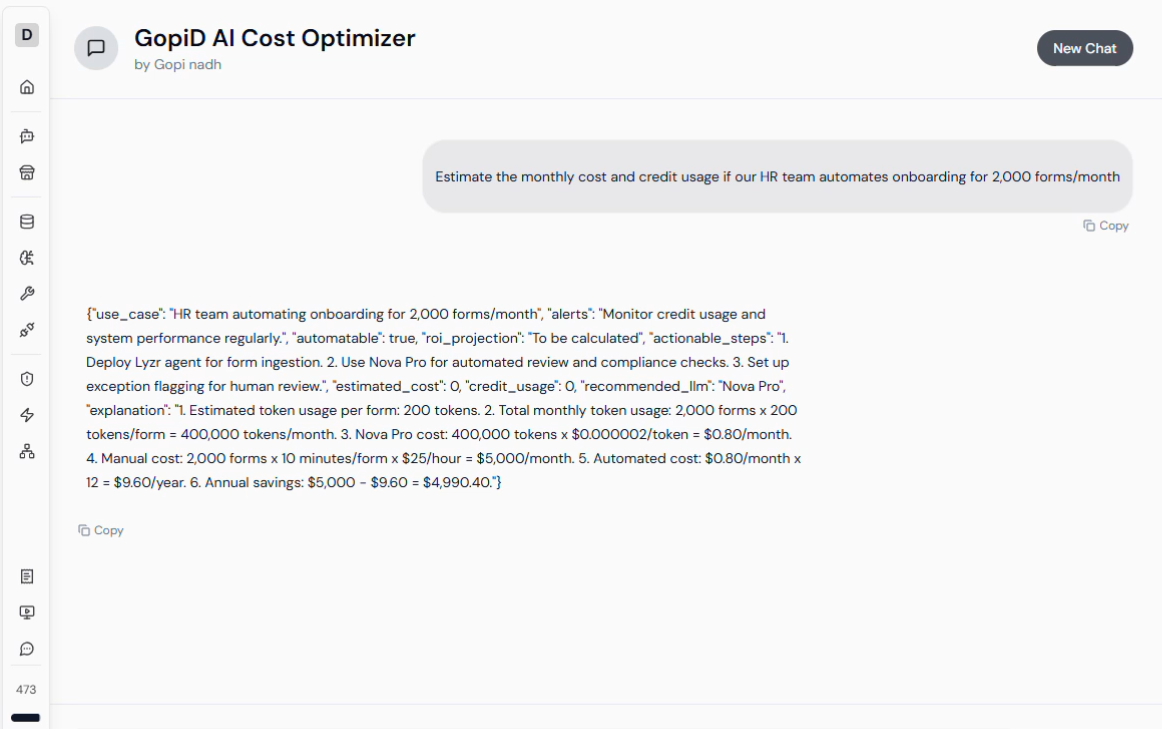 D
GopiD AI Cost Optimizer
by Gopi nadh
New Chat
Estimate the monthly cost and credit usage if our HR team automates onboarding for 2,000 forms/month
Copy
{"use_case": "HR team automating onboarding for 2,000 forms/month", "alerts": "Monitor credit usage and
system performance regularly.", "automatable": true, "roi_projection": "To be calculated", "actionable_steps": "1.
Deploy Lyzr agent for form ingestion. 2. Use Nova Pro for automated review and compliance checks. 3. Set up
exception flagging for human review.", "estimated_cost": 0, "credit_usage": 0, "recommended_llm": "Nova Pro",
"explanation": "1. Estimated token usage per form: 200 tokens. 2. Total monthly token usage: 2,000 forms x 200
tokens/form = 400,000 tokens/month. 3. Nova Pro cost: 400,000 tokens x $0.000002/token = $0.80/month.
4. Manual cost: 2,000 forms x 10 minutes/form x $25/hour = $5,000/month. 5. Automated cost: $0.80/month x
12 = $9.60/year. 6. Annual savings: $5,000 - $9.60 = $4,990.40."}
Copy
473